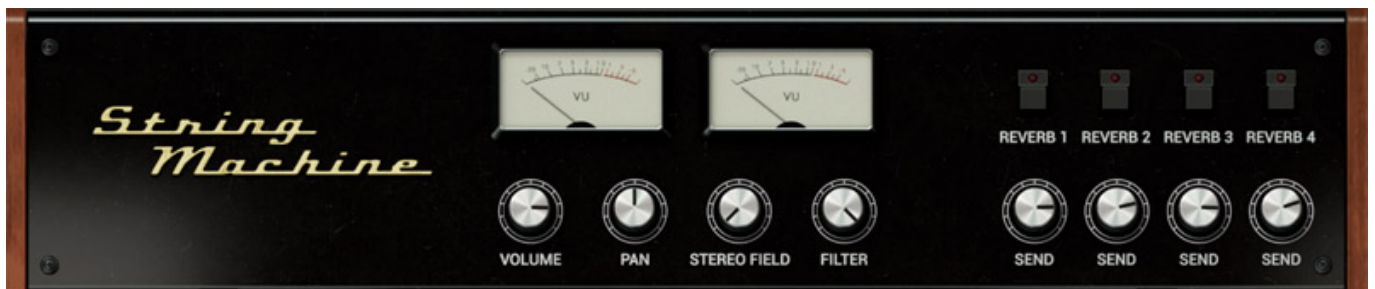 String
Machine
VU
VU
REVERB 1
REVERB 2
REVERB 3
REVERB 4
VOLUME
PAN
STEREO FIELD
FILTER
SEND
SEND
SEND
SEND